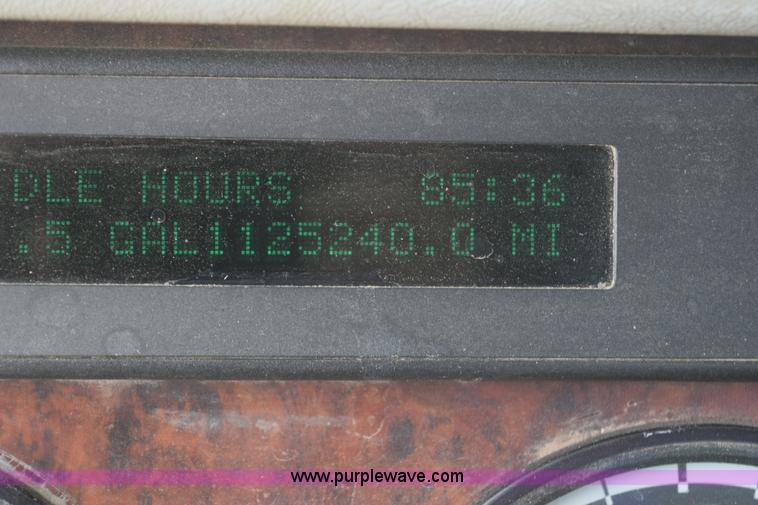 DLE HOURS 85:36
.5 GAL1125240.0 MI
www.purplewave.com